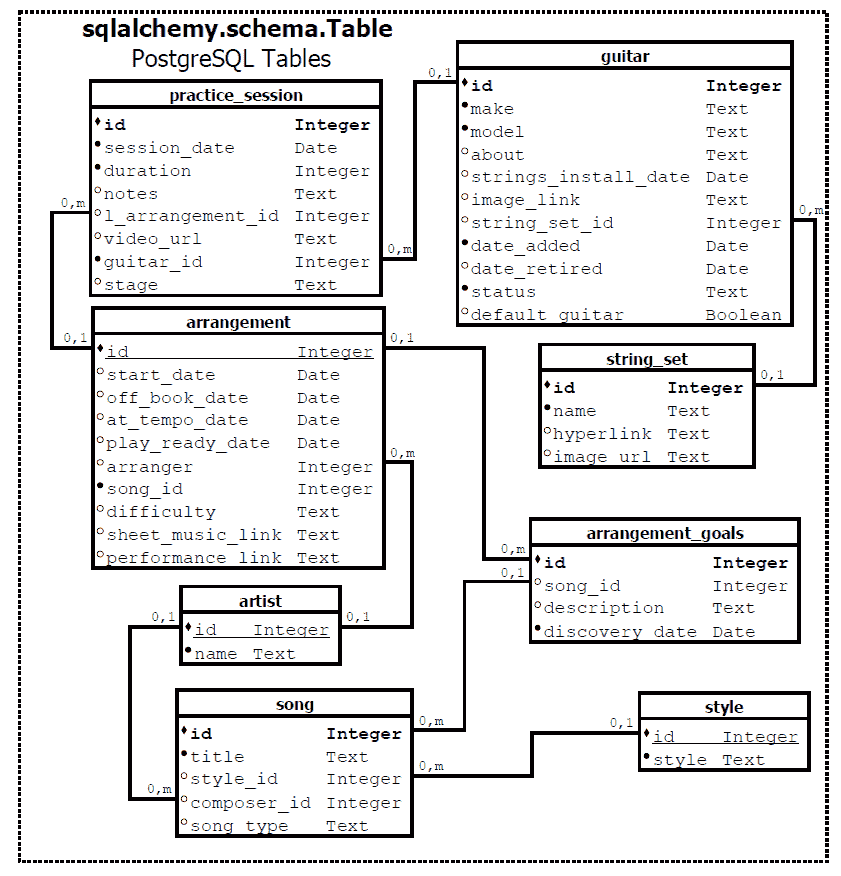 sqlalchemy.schema.Table
PostgreSQL Tables
practice_session
id Integer
session_date Date
duration Integer
notes Text
l_arrangement_id Integer
video_url Text
guitar_id Integer
stage Text
guitar
id Integer
make Text
model Text
about Text
strings_install_date Date
image_link Text
string_set_id Integer
date_added Date
date_retired Date
status Text
default_guitar Boolean
0,1
0,m
0,m
0,1
0,m
0,1
arrangement
id Integer
start_date Date
off_book_date Date
at_tempo_date Date
play_ready_date Date
arranger Integer
song_id Integer
difficulty Text
sheet_music_link Text
performance_link Text
0,1
0,m
string_set
id Integer
name Text
hyperlink Text
image_url Text
arrangement_goals
id Integer
song_id Integer
description Text
discovery_date Date
0,m
0,1
artist
id Integer
name Text
0,1
0,1
song
id Integer
title Text
style_id Integer
composer_id Integer
song_type Text
0,m
0,m
0,m
style
id Integer
style Text
0,1